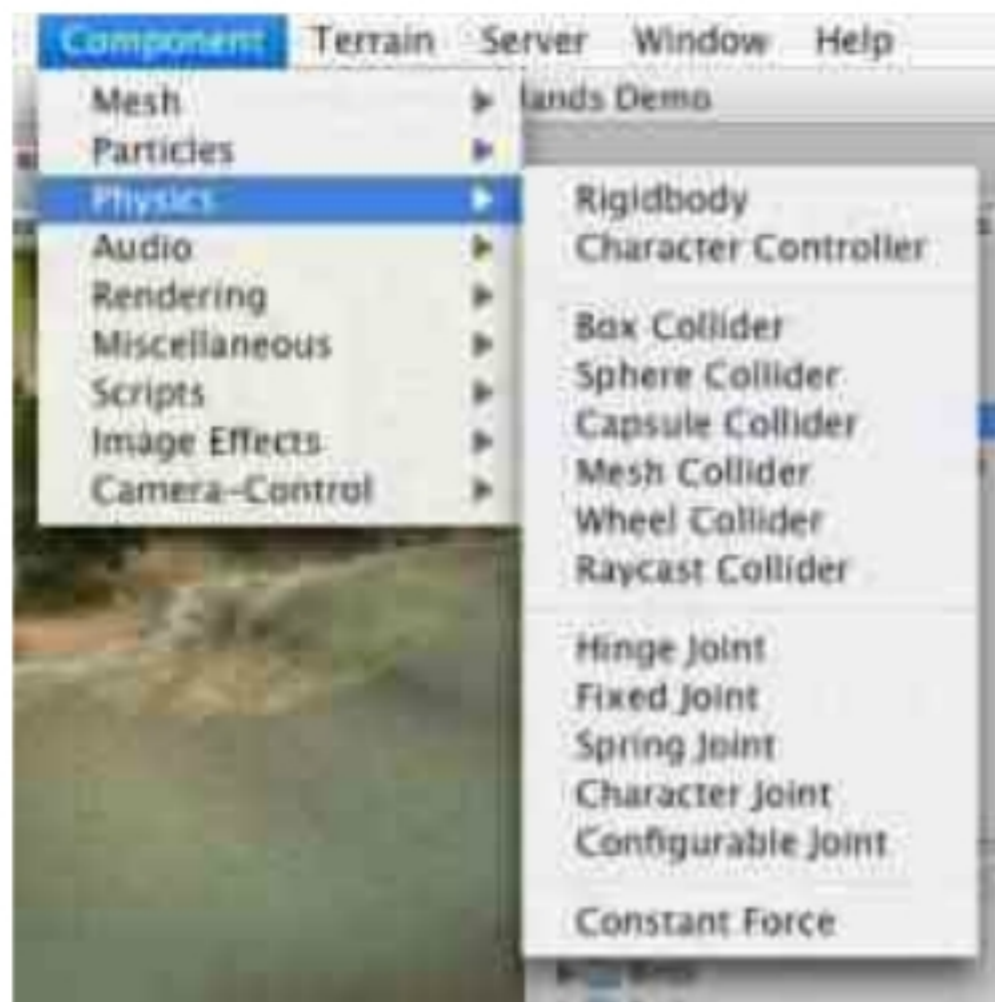 Component Terrain Server Window Help
lands Demo
Mesh
Particles
Physics
Audio
Rendering
Miscellaneous
Scripts
Image Effects
Camera-Control
Rigidbody
Character Controller
Box Collider
Sphere Collider
Capsule Collider
Mesh Collider
Wheel Collider
Raycast Collider
Hinge Joint
Fixed Joint
Spring Joint
Character Joint
Configurable Joint
Constant Force